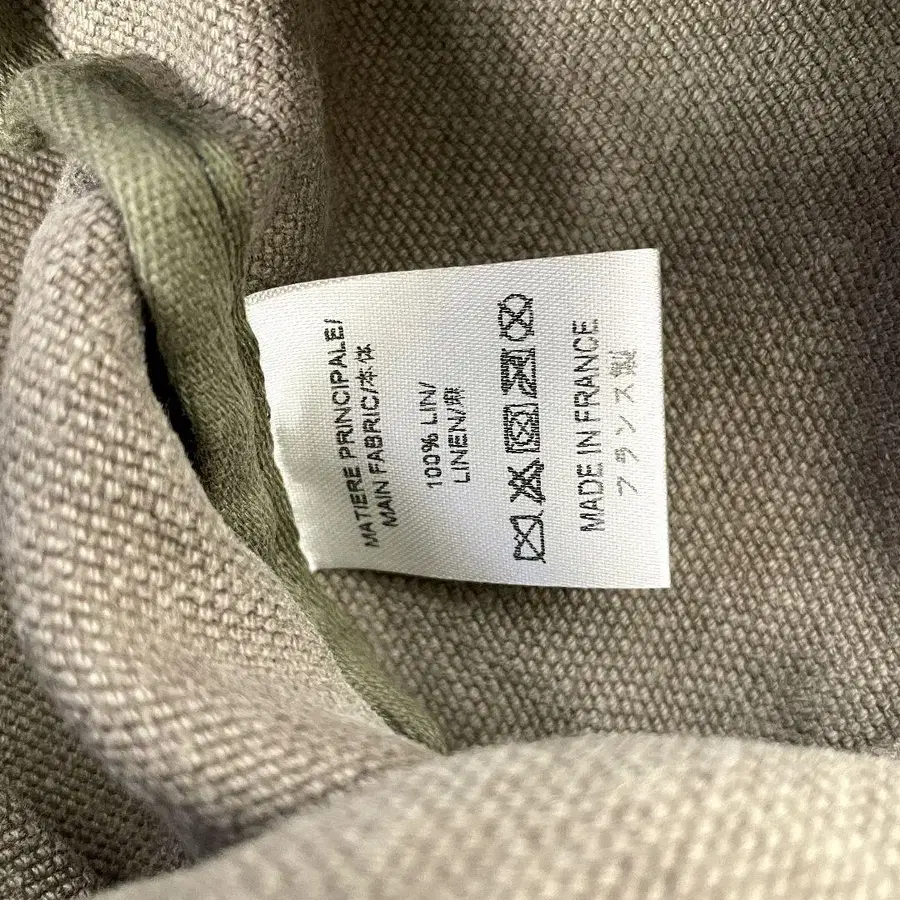 MATIERE PRINCIPALE/
MAIN FABRIC/本体
100% LIN/
LINEN/麻
MADE IN FRANCE
フランス製